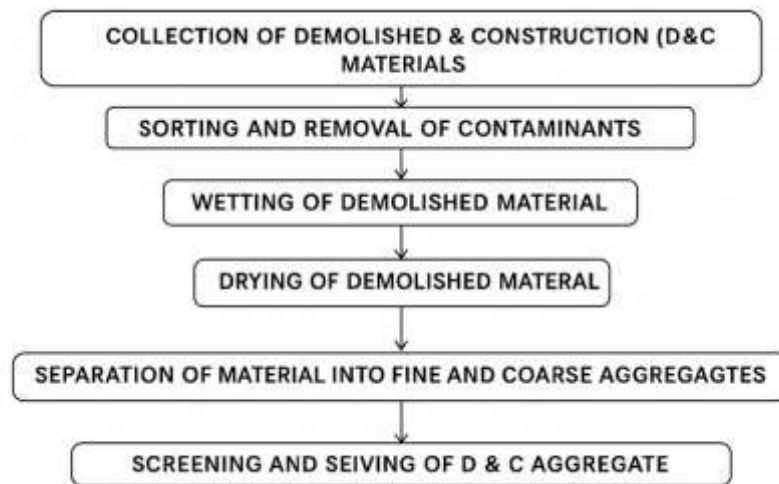 COLLECTION OF DEMOLISHED & CONSTRUCTION (D&C
MATERIALS
SORTING AND REMOVAL OF CONTAMINANTS
WETTING OF DEMOLISHED MATERIAL
DRYING OF DEMOLISHED MATERAL
SEPARATION OF MATERIAL INTO FINE AND COARSE AGGREGAGTES
SCREENING AND SEIVING OF D & C AGGREGATE